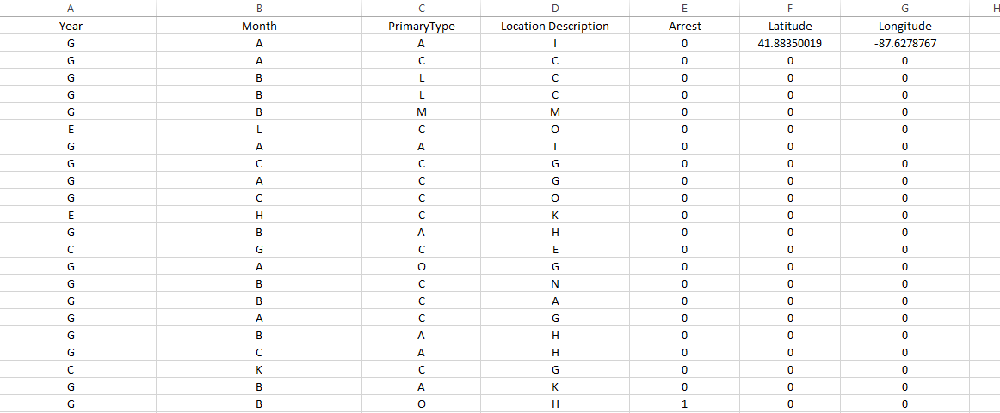 A B C D E F G H
Year Month PrimaryType Location Description Arrest Latitude Longitude
G A A I 0 41.88350019 -87.6278767
G A C C 0 0 0
G B L C 0 0 0
G B L C 0 0 0
G B M M 0 0 0
E L C O 0 0 0
G A A I 0 0 0
G C C G 0 0 0
G A C G 0 0 0
G C C O 0 0 0
E H C K 0 0 0
G B A H 0 0 0
C G C E 0 0 0
G A O G 0 0 0
G B C N 0 0 0
G B C A 0 0 0
G A C G 0 0 0
G B A H 0 0 0
G C A H 0 0 0
C K C G 0 0 0
G B A K 0 0 0
G B O H 1 0 0